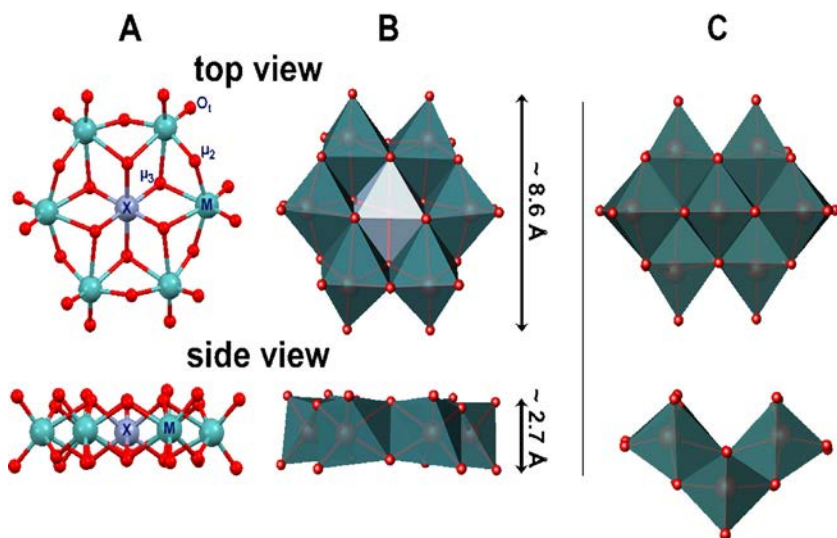 A B C
top view
Oₜ
μ₂
μ₃
X
M
~ 8.6 Å
side view
X
M
~ 2.7 Å